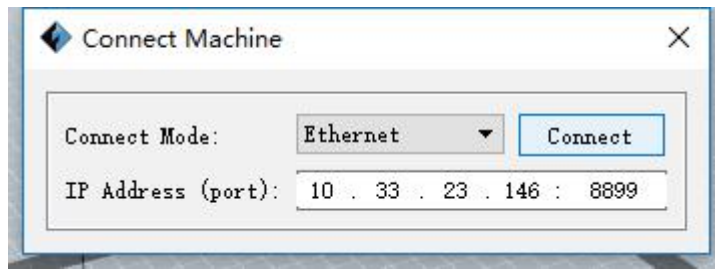 Connect Machine
Connect Mode: Ethernet Connect
IP Address (port): 10 . 33 . 23 . 146 : 8899